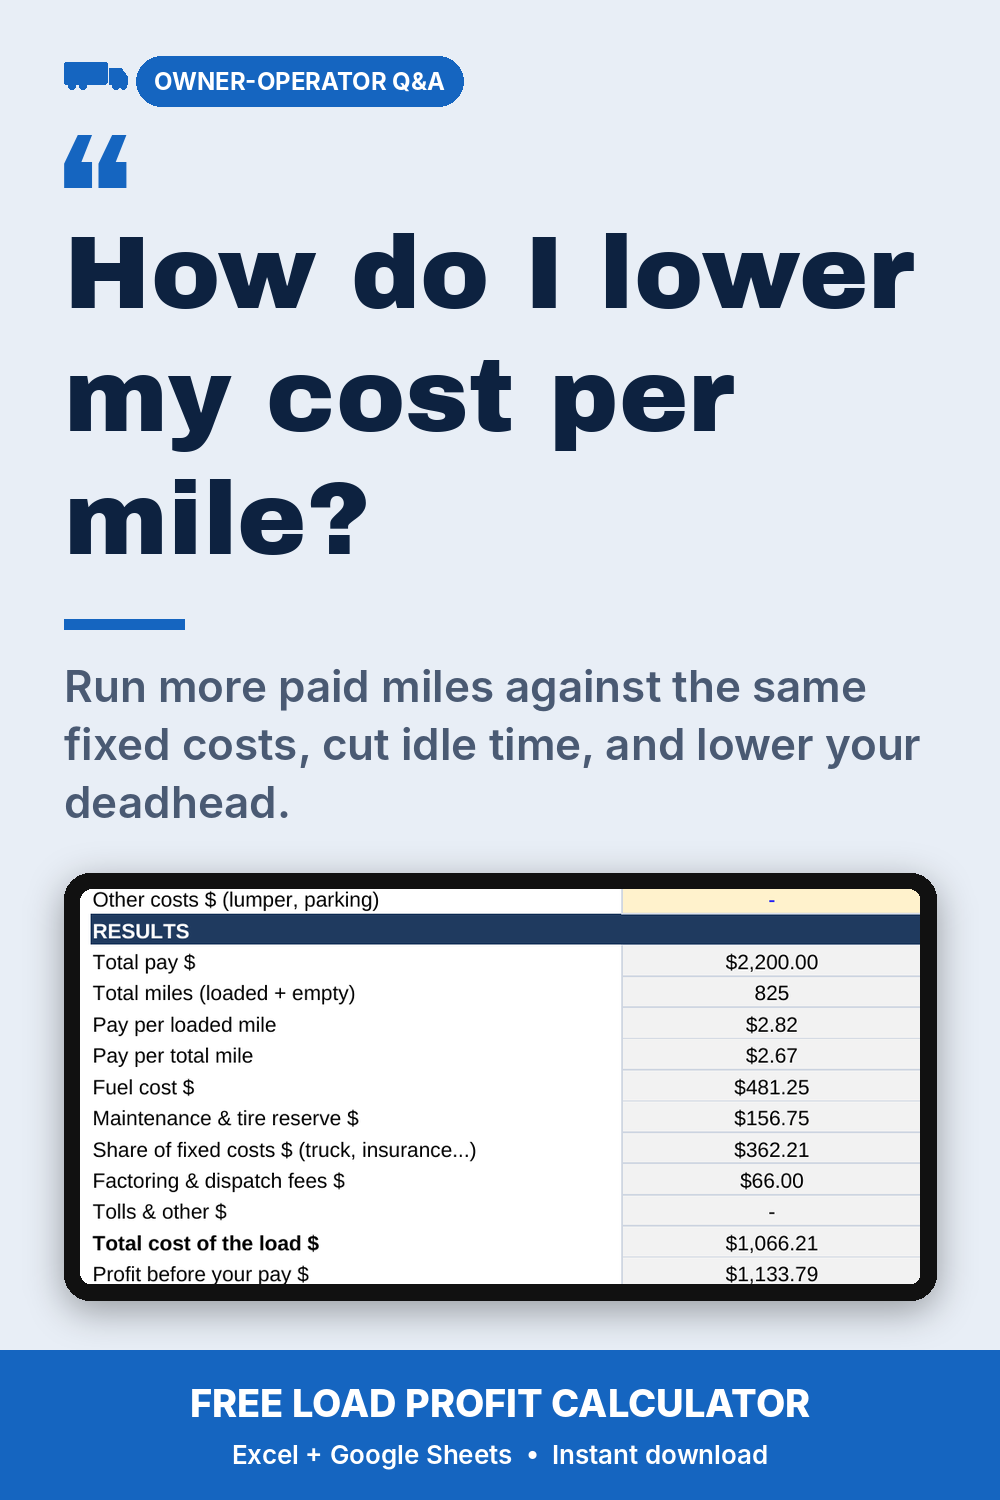 OWNER-OPERATOR Q&A
“
How do I lower
my cost per
mile?
Run more paid miles against the same
fixed costs, cut idle time, and lower your
deadhead.
Other costs $ (lumper, parking) -
RESULTS
Total pay $ $2,200.00
Total miles (loaded + empty) 825
Pay per loaded mile $2.82
Pay per total mile $2.67
Fuel cost $ $481.25
Maintenance & tire reserve $ $156.75
Share of fixed costs $ (truck, insurance...) $362.21
Factoring & dispatch fees $ $66.00
Tolls & other $ -
Total cost of the load $ $1,066.21
Profit before your pay $ $1,133.79
FREE LOAD PROFIT CALCULATOR
Excel + Google Sheets • Instant download